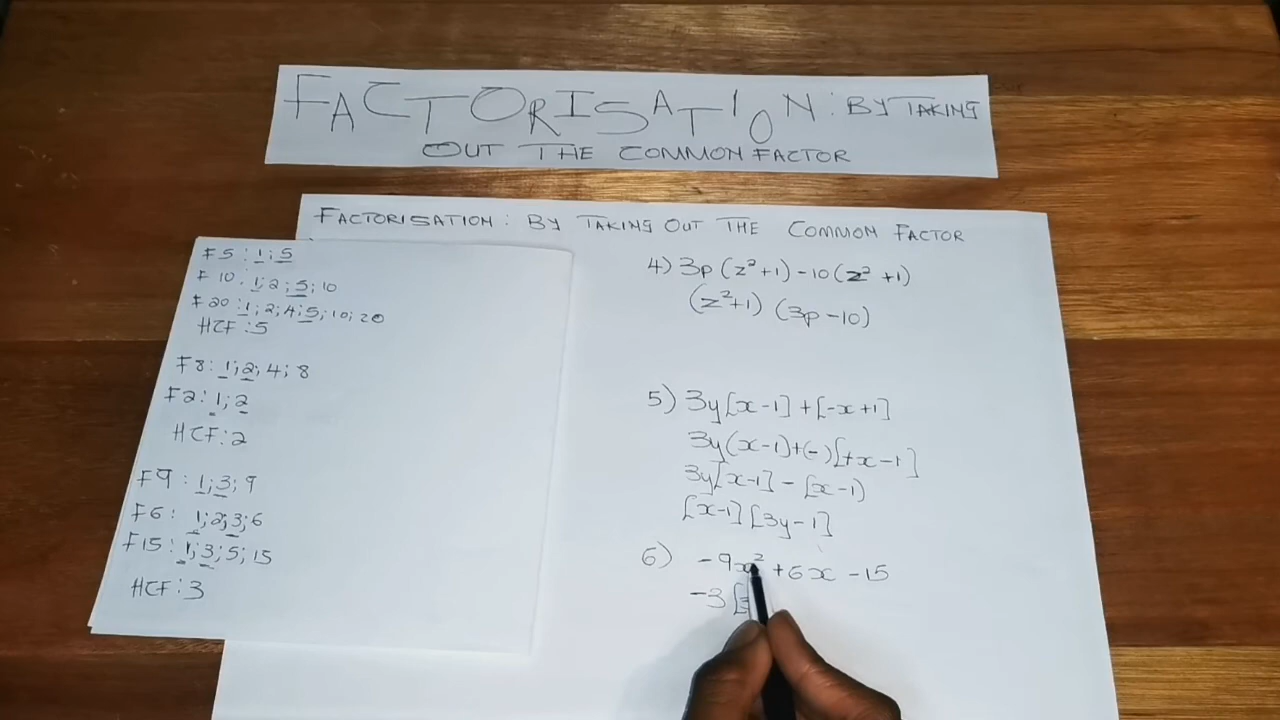 FACTORISATION: BY TAKING
OUT THE COMMON FACTOR
FACTORISATION: BY TAKING OUT THE COMMON FACTOR
F5: 1; 5
F10: 1; 2; 5; 10
F20: 1; 2; 4; 5; 10; 20
HCF: 5
F8: 1; 2; 4; 8
F2: 1; 2
HCF: 2
F9: 1; 3; 9
F6: 1; 2; 3; 6
F15: 1; 3; 5; 15
HCF: 3
4) 3p(z²+1)-10(z²+1)
(z²+1)(3p-10)
5) 3y[x-1]+[-x+1]
3y(x-1)+(-)[+x-1]
3y[x-1]-[x-1)
[x-1][3y-1]
6) -9x²+6x-15
-3[3